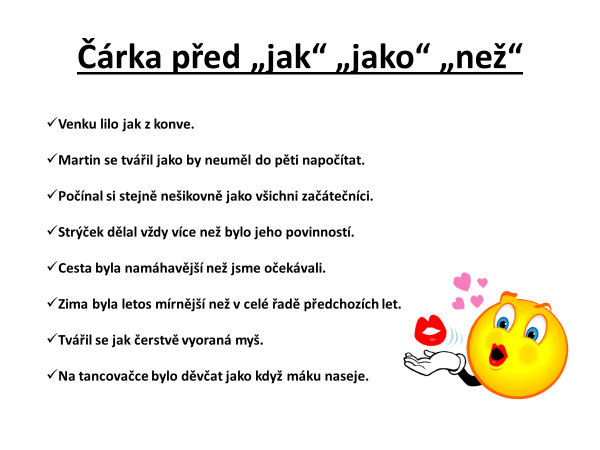 Čárka před „jak“ „jako“ „než“
✓Venku lilo jak z konve.
✓Martin se tvářil jako by neuměl do pěti napočítat.
✓Počínal si stejně nešikovně jako všichni začátečníci.
✓Strýček dělal vždy více než bylo jeho povinností.
✓Cesta byla namáhavější než jsme očekávali.
✓Zima byla letos mírnější než v celé řadě předchozích let.
✓Tvářil se jak čerstvě vyoraná myš.
✓Na tancovačce bylo děvčat jako když máku naseje.